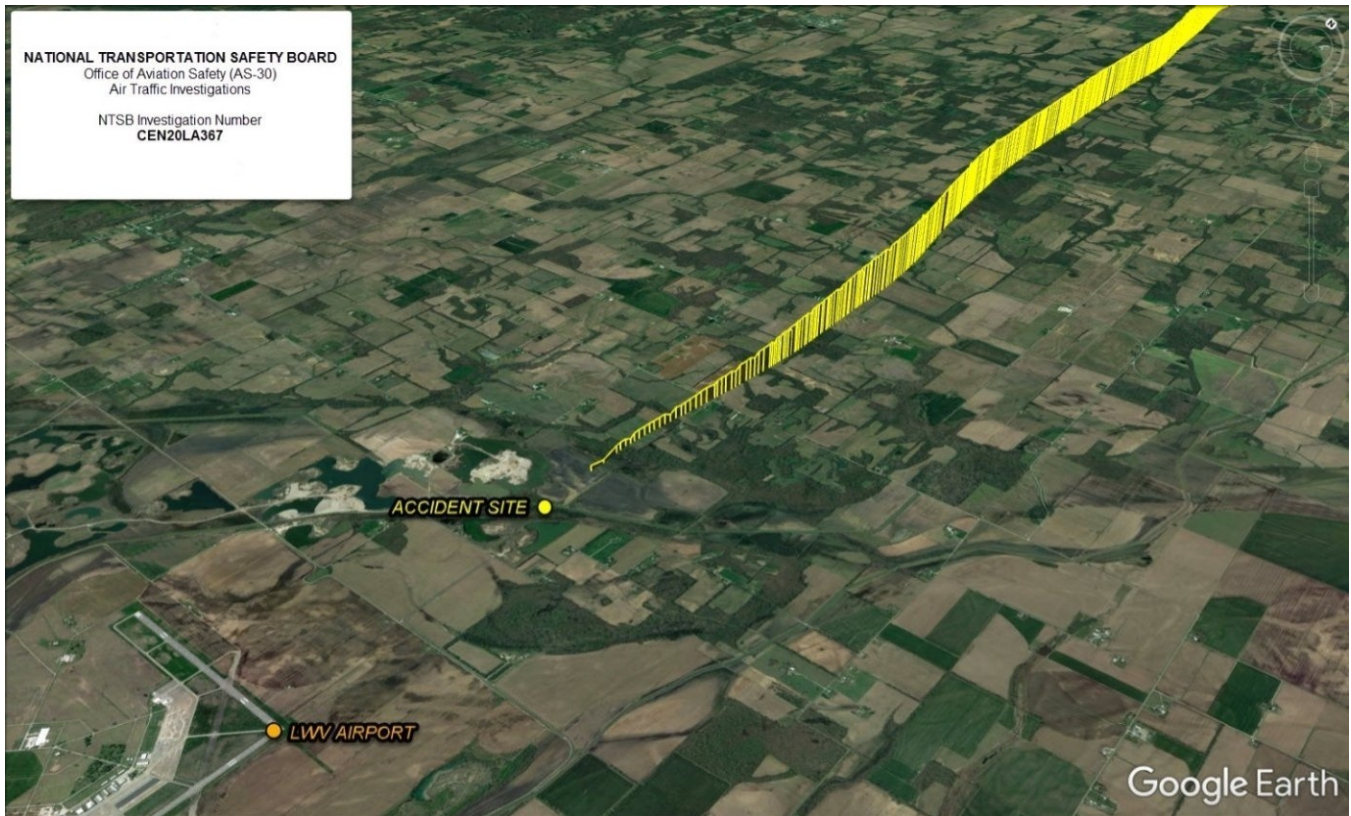 NATIONAL TRANSPORTATION SAFETY BOARD
Office of Aviation Safety (AS-30)
Air Traffic Investigations
NTSB Investigation Number
CEN20LA367
ACCIDENT SITE
LWV AIRPORT
Google Earth